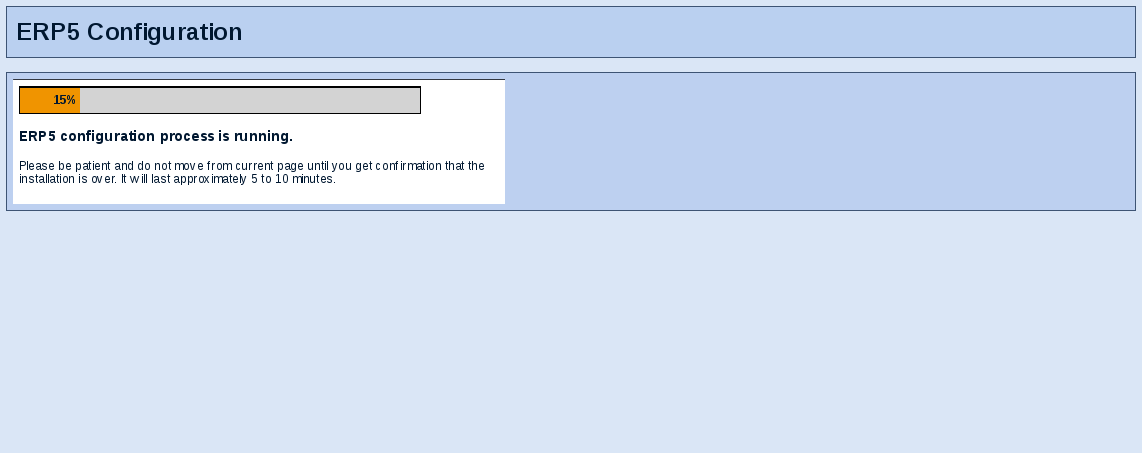 ERP5 Configuration
15%
ERP5 configuration process is running.
Please be patient and do not move from current page until you get confirmation that the
installation is over. It will last approximately 5 to 10 minutes.